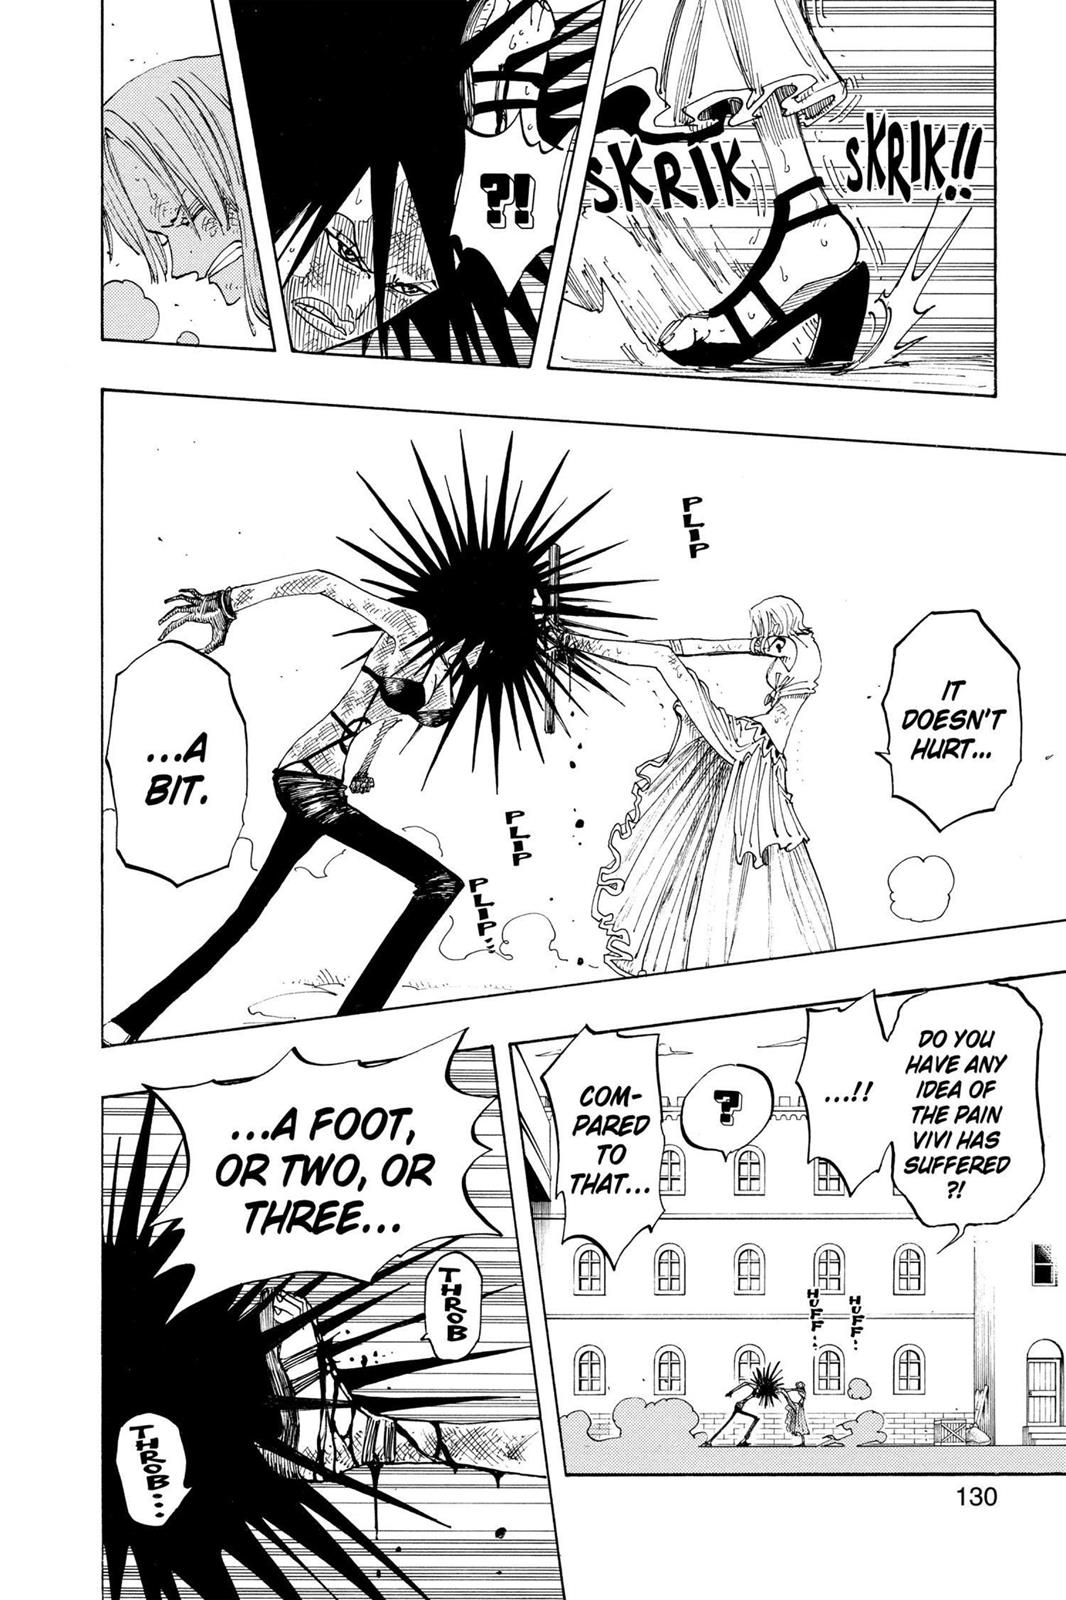 SKRIK!!
SKRIK
?!
PLIP
IT
DOESN'T
HURT...
...A
BIT.
PLIP
PLIP...
DO YOU
HAVE ANY
IDEA OF
THE PAIN
VIVI HAS
SUFFERED
?!
...!!
?
COM-
PARED
TO
THAT...
HUFF...
HUFF...
...A FOOT,
OR TWO, OR
THREE...
THROB
THROB...
130